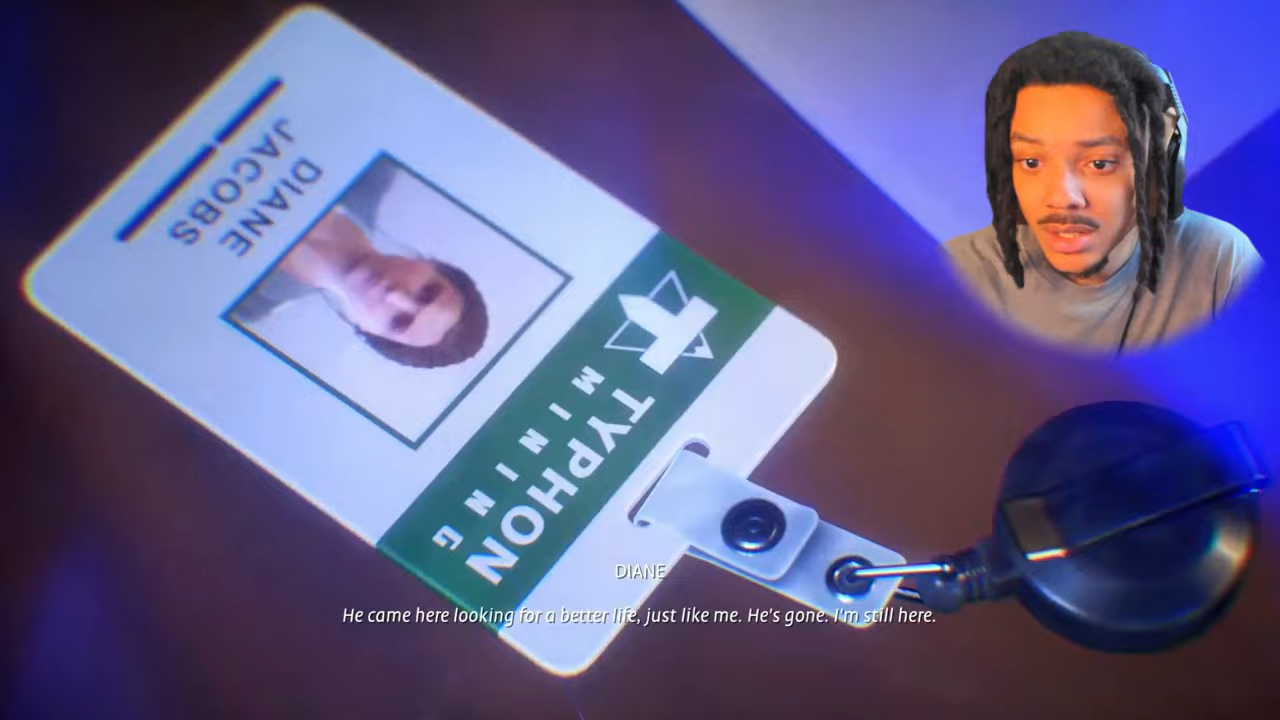 DIANE
JACOBS
TYPHON
MINING
DIANE
He came here looking for a better life, just like me. He's gone. I'm still here.